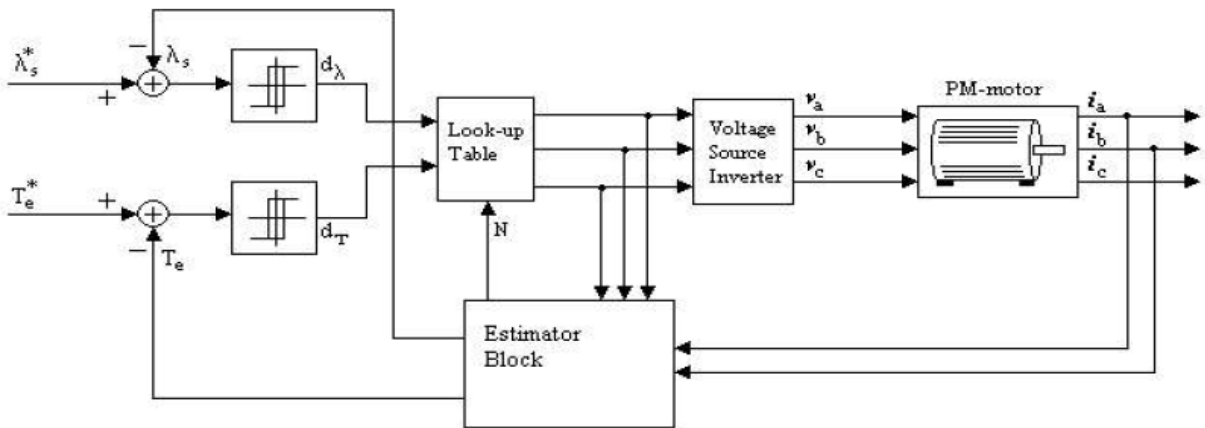 λs*
+
−
+
λs
dλ
Te*
+
−
+
Te
dT
Look-up
Table
N
Voltage
Source
Inverter
va
vb
vc
PM-motor
ia
ib
ic
Estimator
Block